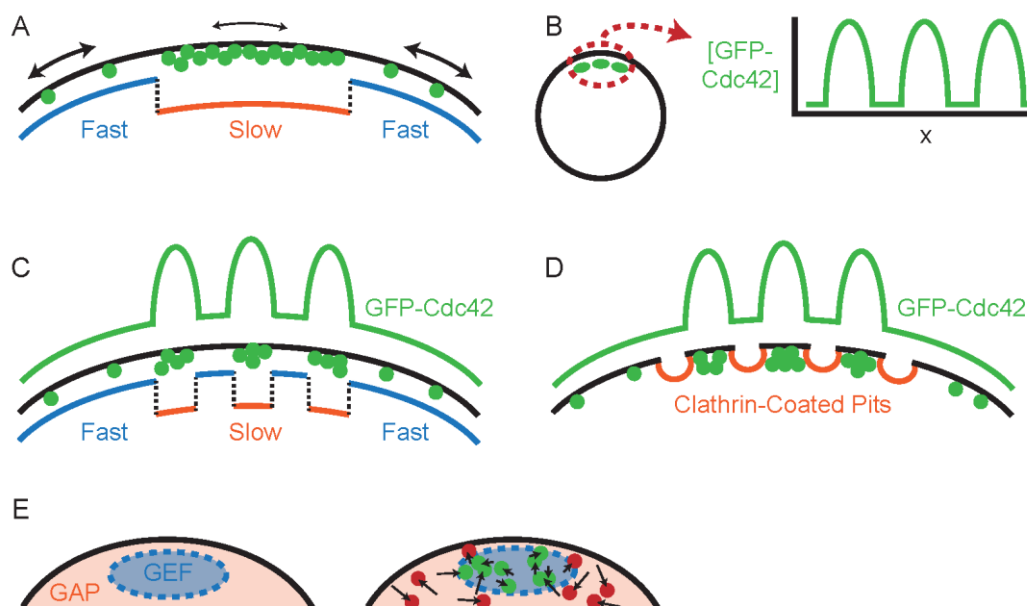 A
Fast
Slow
Fast
B
[GFP-
Cdc42]
x
C
GFP-Cdc42
Fast
Slow
Fast
D
GFP-Cdc42
Clathrin-Coated Pits
E
GEF
GAP